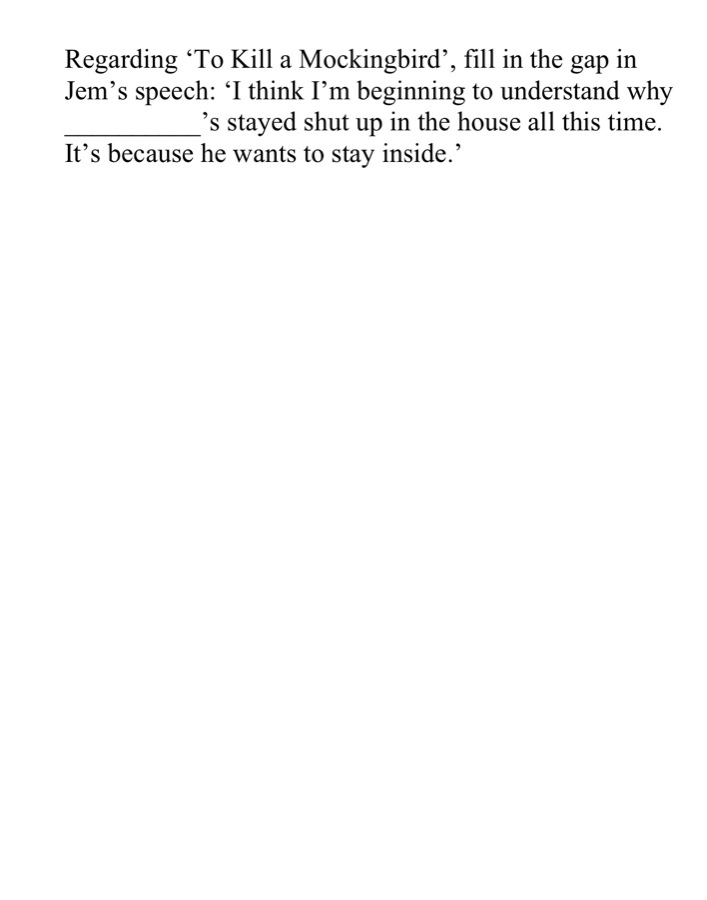 Regarding ‘To Kill a Mockingbird’, fill in the gap in
Jem’s speech: ‘I think I’m beginning to understand why
__________’s stayed shut up in the house all this time.
It’s because he wants to stay inside.’